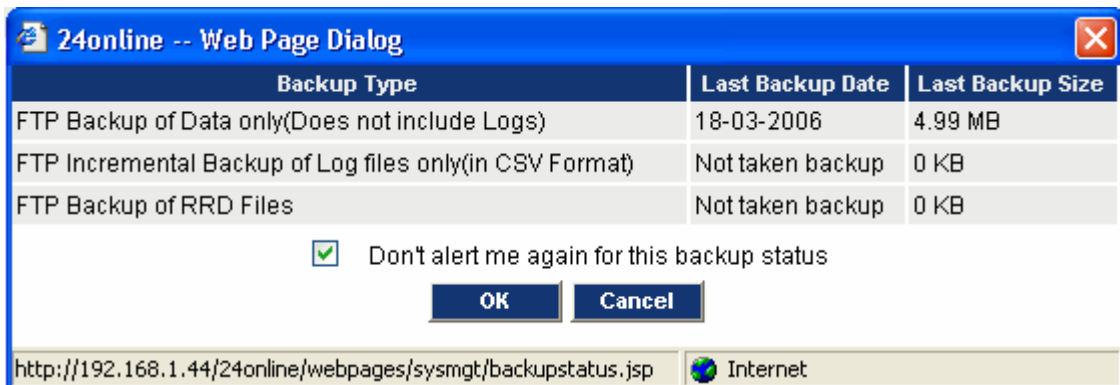 24online -- Web Page Dialog
Backup Type Last Backup Date Last Backup Size
FTP Backup of Data only(Does not include Logs) 18-03-2006 4.99 MB
FTP Incremental Backup of Log files only(in CSV Format) Not taken backup 0 KB
FTP Backup of RRD Files Not taken backup 0 KB
Don't alert me again for this backup status
OK Cancel
http://192.168.1.44/24online/webpages/sysmgt/backupstatus.jsp Internet